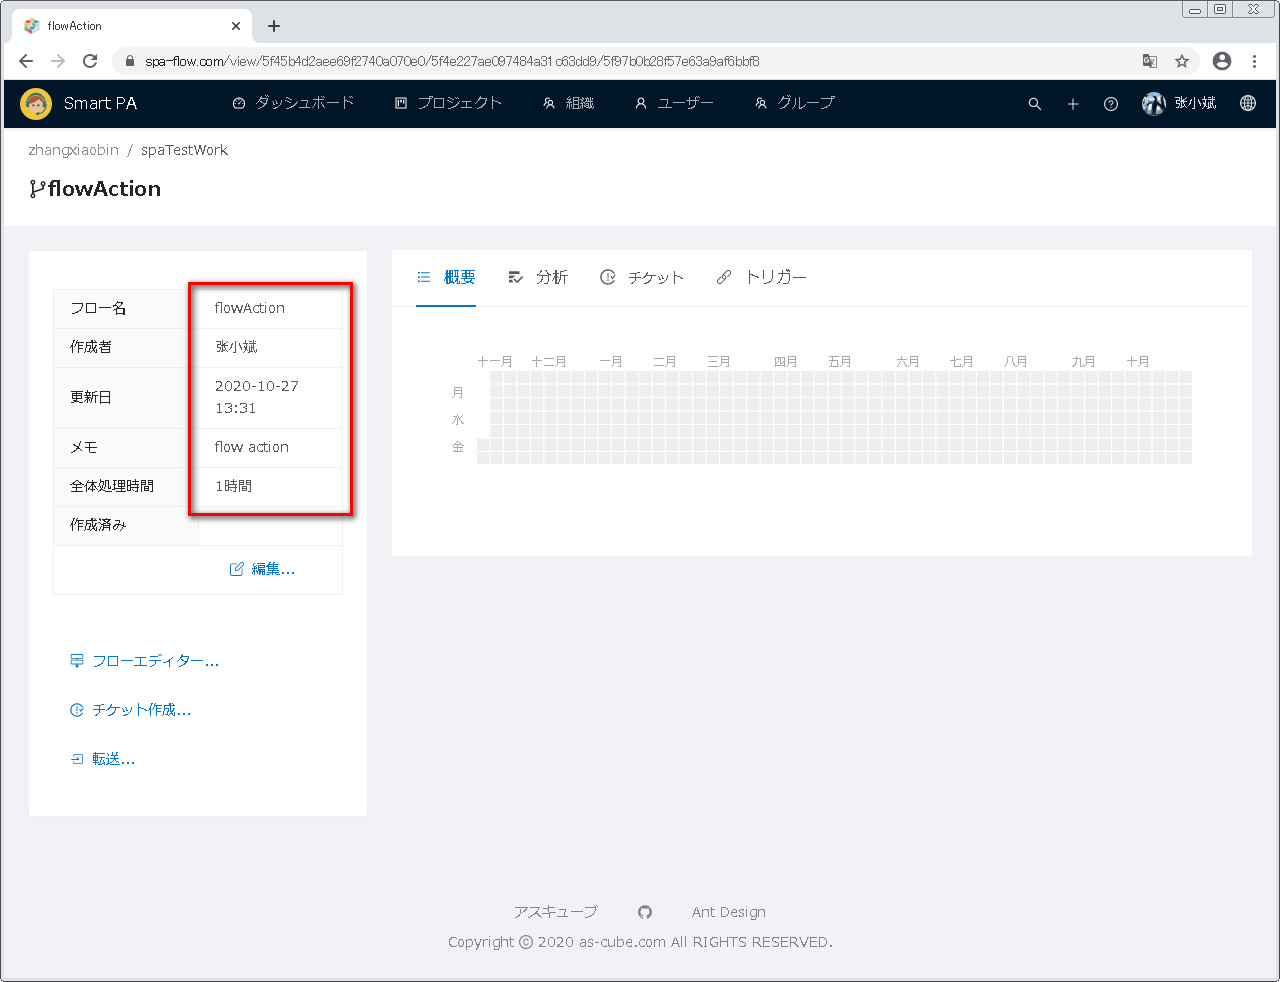 flowAction
spa-flow.com/view/5f45b4d2aee69f2740a070e0/5f4e227ae097484a31c63dd9/5f97b0b28f57e63a9af6bbf8
Smart PA ダッシュボード プロジェクト 組織 ユーザー グループ 张小斌
zhangxiaobin / spaTestWork
flowAction
フロー名 flowAction
作成者 张小斌
更新日 2020-10-27
13:31
メモ flow action
全体処理時間 1時間
作成済み
編集...
フローエディター...
チケット作成...
転送...
概要 分析 チケット トリガー
十一月 十二月 一月 二月 三月 四月 五月 六月 七月 八月 九月 十月
月
水
金
アスキューブ Ant Design
Copyright © 2020 as-cube.com All RIGHTS RESERVED.